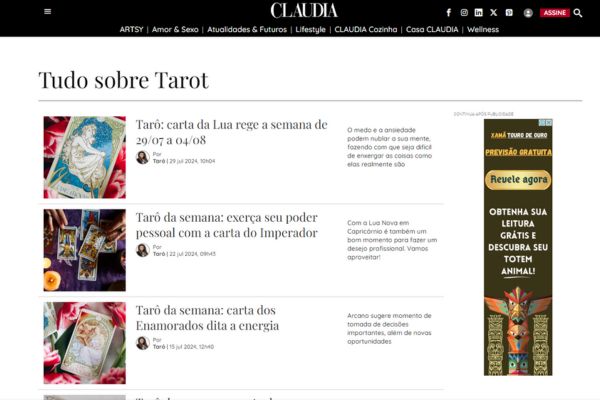 CLAUDIA
ASSINE
ARTSY | Amor & Sexo | Atualidades & Futuros | Lifestyle | CLAUDIA Cozinha | Casa CLAUDIA | Wellness
Tudo sobre Tarot
CONTINUA APÓS PUBLICIDADE
Tarô: carta da Lua rege a semana de
29/07 a 04/08
Por
Tarô | 29 jul 2024, 10h04
O medo e a ansiedade
podem nublar a sua mente,
fazendo com que seja difícil
de enxergar as coisas como
elas realmente são
Tarô da semana: exerça seu poder
pessoal com a carta do Imperador
Por
Tarô | 22 jul 2024, 09h43
Com a Lua Nova em
Capricórnio é também um
bom momento para fazer um
desejo profissional. Vamos
aproveitar!
Tarô da semana: carta dos
Enamorados dita a energia
Por
Tarô | 15 jul 2024, 12h40
Arcano sugere momento de
tomada de decisões
importantes, além de novas
oportunidades
XAMÃ TOURO DE OURO
PREVISÃO GRATUITA
Revele agora
OBTENHA SUA
LEITURA
GRÁTIS E
DESCUBRA SEU
TOTEM
ANIMAL!